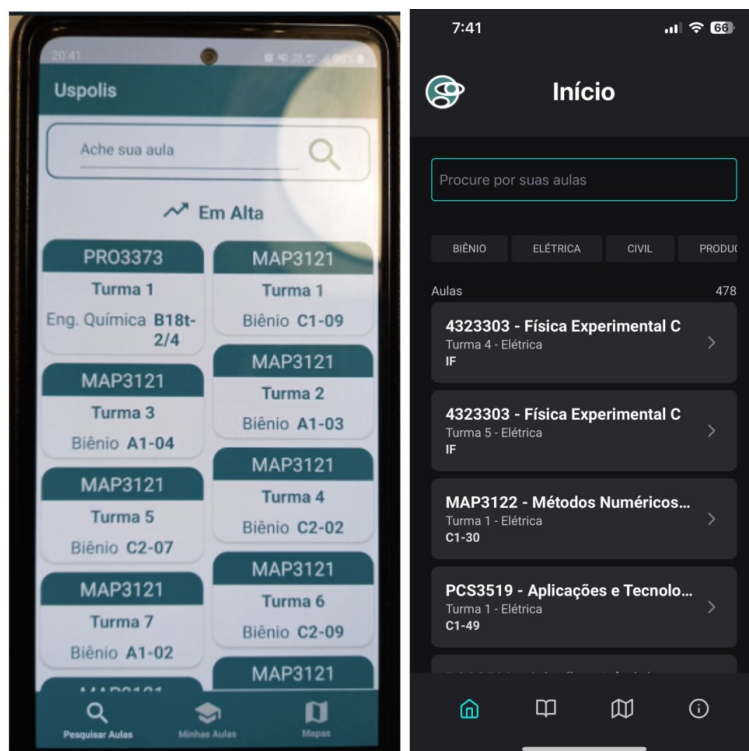 20:41
Uspolis
Ache sua aula
Em Alta
PRO3373
Turma 1
Eng. Química B18t-
2/4
MAP3121
Turma 1
Biênio C1-09
MAP3121
Turma 3
Biênio A1-04
MAP3121
Turma 2
Biênio A1-03
MAP3121
Turma 5
Biênio C2-07
MAP3121
Turma 4
Biênio C2-02
MAP3121
Turma 7
Biênio A1-02
MAP3121
Turma 6
Biênio C2-09
MAP3121
MAP3121
Pesquisar Aulas
Minhas Aulas
Mapas
7:41
66
Início
Procure por suas aulas
BIÊNIO
ELÉTRICA
CIVIL
PRODUÇ
Aulas
478
4323303 - Física Experimental C
Turma 4 - Elétrica
IF
4323303 - Física Experimental C
Turma 5 - Elétrica
IF
MAP3122 - Métodos Numéricos...
Turma 1 - Elétrica
C1-30
PCS3519 - Aplicações e Tecnolo...
Turma 1 - Elétrica
C1-49